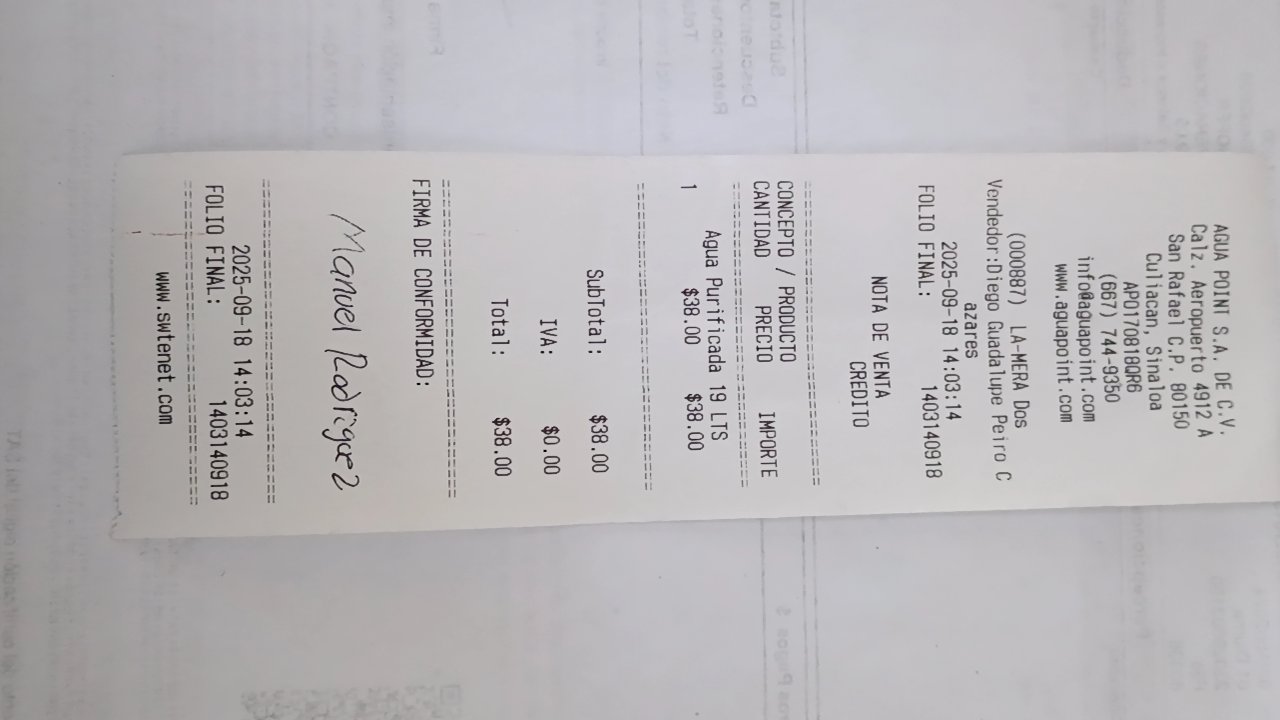 AGUA POINT S.A. DE C.V.
Calz. Aeropuerto 4912 A
San Rafael C.P. 80150
Culiacan, Sinaloa
APO170818QR6
(667) 744-9350
info@aguapoint.com
www.aguapoint.com
(000887) LA-MERA Dos
Vendedor:Diego Guadalupe Peiro C
azares
2025-09-18 14:03:14
FOLIO FINAL: 1403140918
NOTA DE VENTA
CREDITO
CONCEPTO / PRODUCTO
CANTIDAD PRECIO IMPORTE
Agua Purificada 19 LTS
1 $38.00 $38.00
SubTotal: $38.00
IVA: $0.00
Total: $38.00
FIRMA DE CONFORMIDAD:
Manuel Rodriguez
2025-09-18 14:03:14
FOLIO FINAL: 1403140918
www.swtenet.com